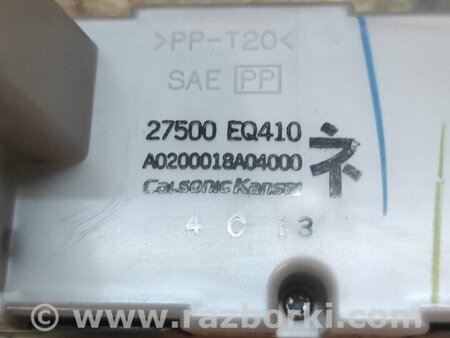 >PP-T20<
SAE PP
27500 EQ410
A0200018A04000
ネ
Calsonic Kansei
4 C 13
© www.razborki.com